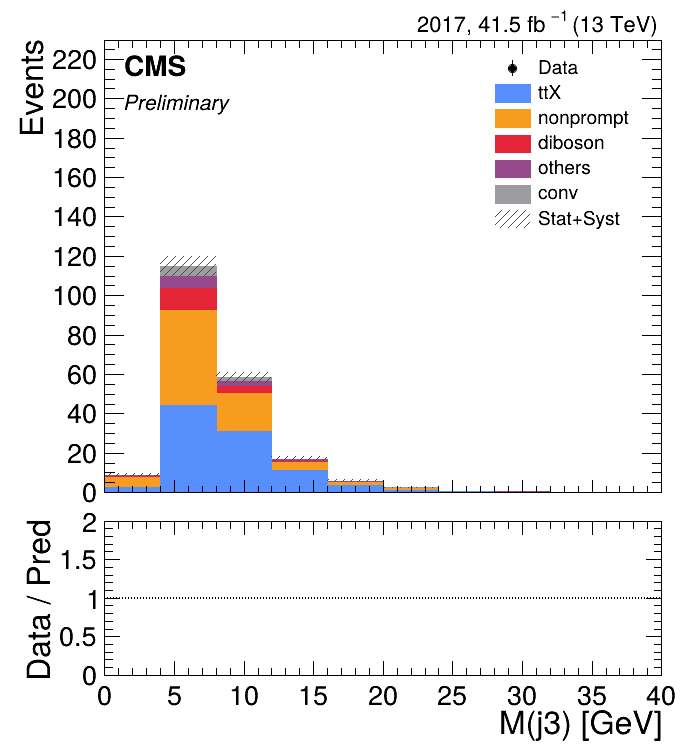 2017, 41.5 fb⁻¹ (13 TeV)
Events
CMS
Preliminary
Data
ttX
nonprompt
diboson
others
conv
Stat+Syst
220
200
180
160
140
120
100
80
60
40
20
0
Data / Pred
2
1.5
1
0.5
0
0 5 10 15 20 25 30 35 40
M(j3) [GeV]